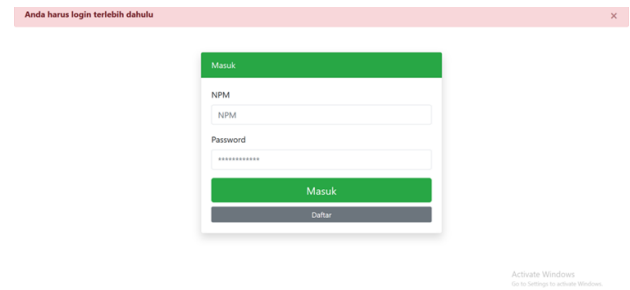 Anda harus login terlebih dahulu ×
Masuk
NPM
NPM
Password
************
Masuk
Daftar
Activate Windows
Go to Settings to activate Windows.